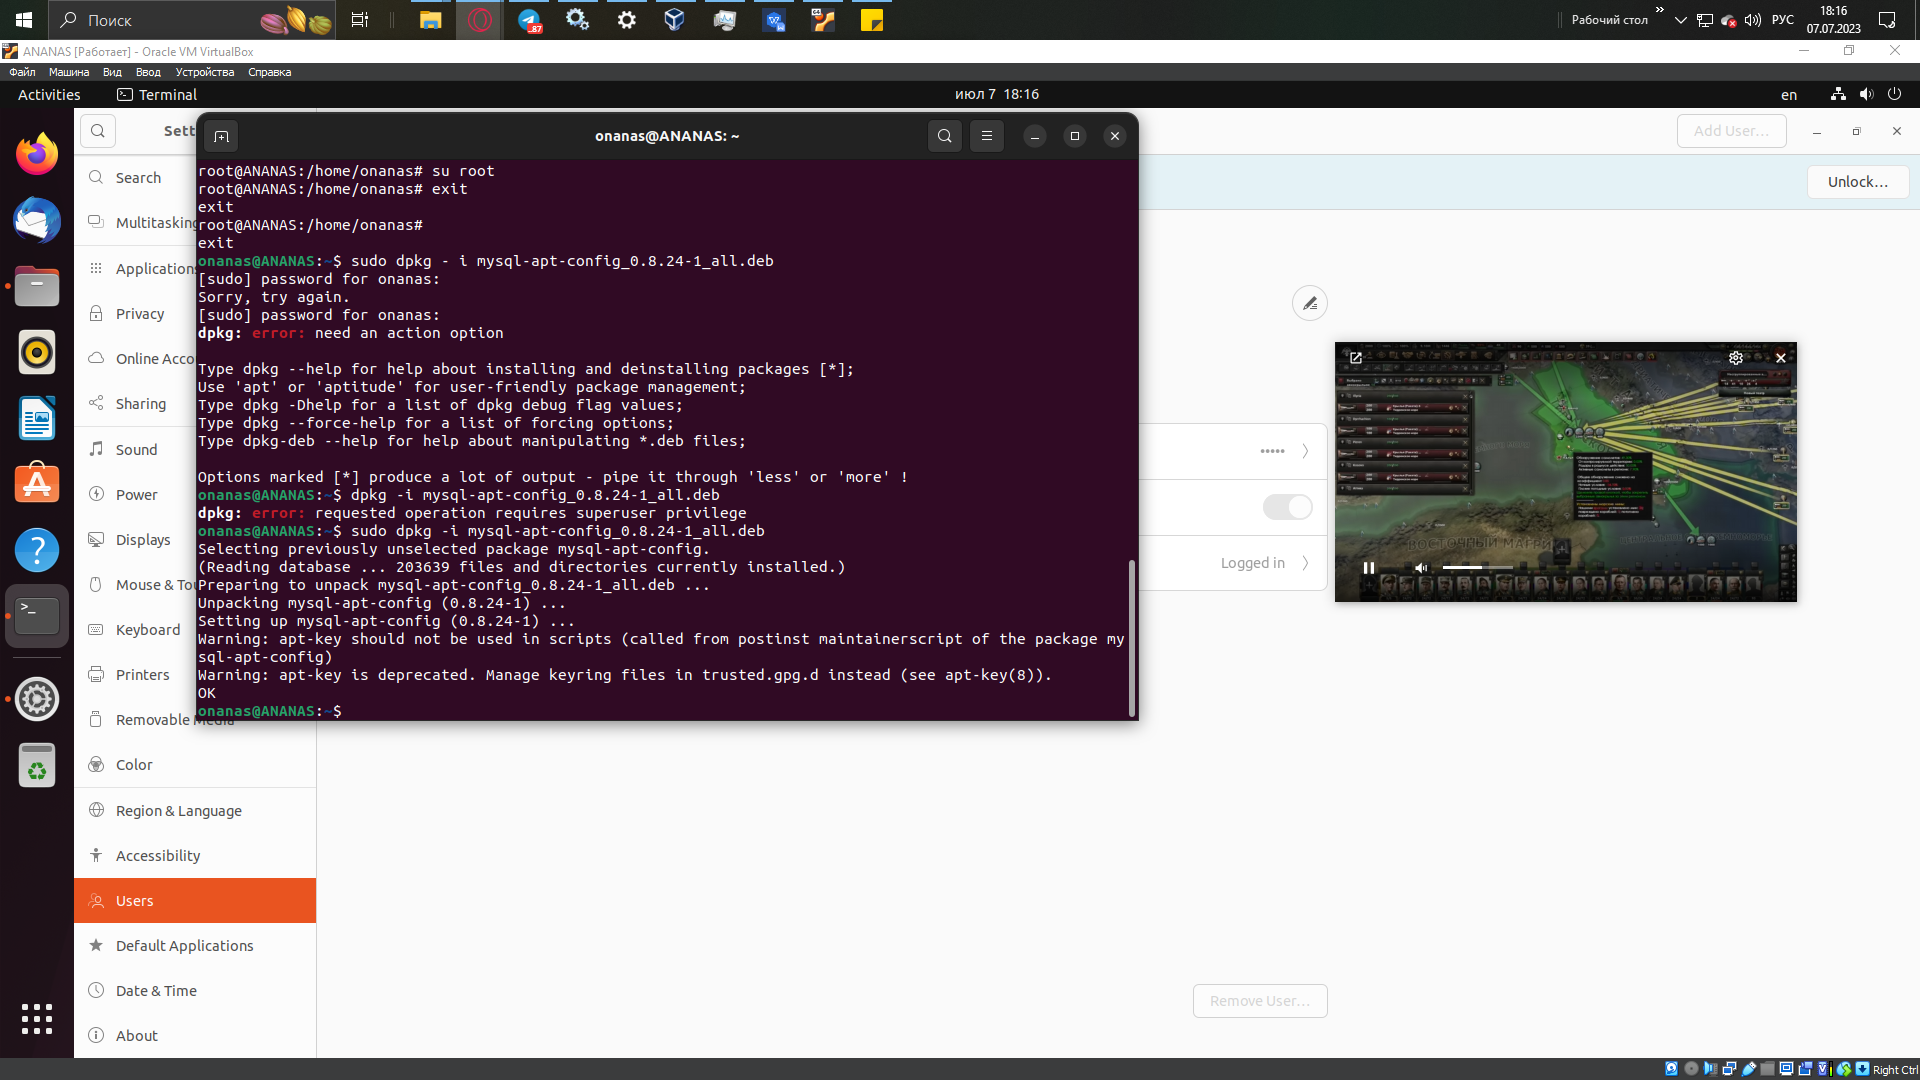 Поиск
87
64
Рабочий стол
»
РУС
18:16
07.07.2023
ANANAS [Работает] - Oracle VM VirtualBox
Файл Машина Вид Ввод Устройства Справка
Activities
Terminal
июл 7 18:16
en
Sett
onanas@ANANAS: ~
Add User...
Unlock...
Search
Multitasking
Applications
Privacy
Online Acco
Sharing
Sound
Power
Displays
Mouse & Tou
Keyboard
Printers
Removable Media
Color
Region & Language
Accessibility
Users
Default Applications
Date & Time
About
root@ANANAS:/home/onanas# su root
root@ANANAS:/home/onanas# exit
exit
root@ANANAS:/home/onanas#
exit
onanas@ANANAS:~$ sudo dpkg - i mysql-apt-config_0.8.24-1_all.deb
[sudo] password for onanas:
Sorry, try again.
[sudo] password for onanas:
dpkg: error: need an action option
Type dpkg --help for help about installing and deinstalling packages [*];
Use 'apt' or 'aptitude' for user-friendly package management;
Type dpkg -Dhelp for a list of dpkg debug flag values;
Type dpkg --force-help for a list of forcing options;
Type dpkg-deb --help for help about manipulating *.deb files;
Options marked [*] produce a lot of output - pipe it through 'less' or 'more' !
onanas@ANANAS:~$ dpkg -i mysql-apt-config_0.8.24-1_all.deb
dpkg: error: requested operation requires superuser privilege
onanas@ANANAS:~$ sudo dpkg -i mysql-apt-config_0.8.24-1_all.deb
Selecting previously unselected package mysql-apt-config.
(Reading database ... 203639 files and directories currently installed.)
Preparing to unpack mysql-apt-config_0.8.24-1_all.deb ...
Unpacking mysql-apt-config (0.8.24-1) ...
Setting up mysql-apt-config (0.8.24-1) ...
Warning: apt-key should not be used in scripts (called from postinst maintainerscript of the package my
sql-apt-config)
Warning: apt-key is deprecated. Manage keyring files in trusted.gpg.d instead (see apt-key(8)).
OK
onanas@ANANAS:~$
•••••
Logged in
ВОСТОЧНЫЙ МАГРИБ
Remove User...
Right Ctrl